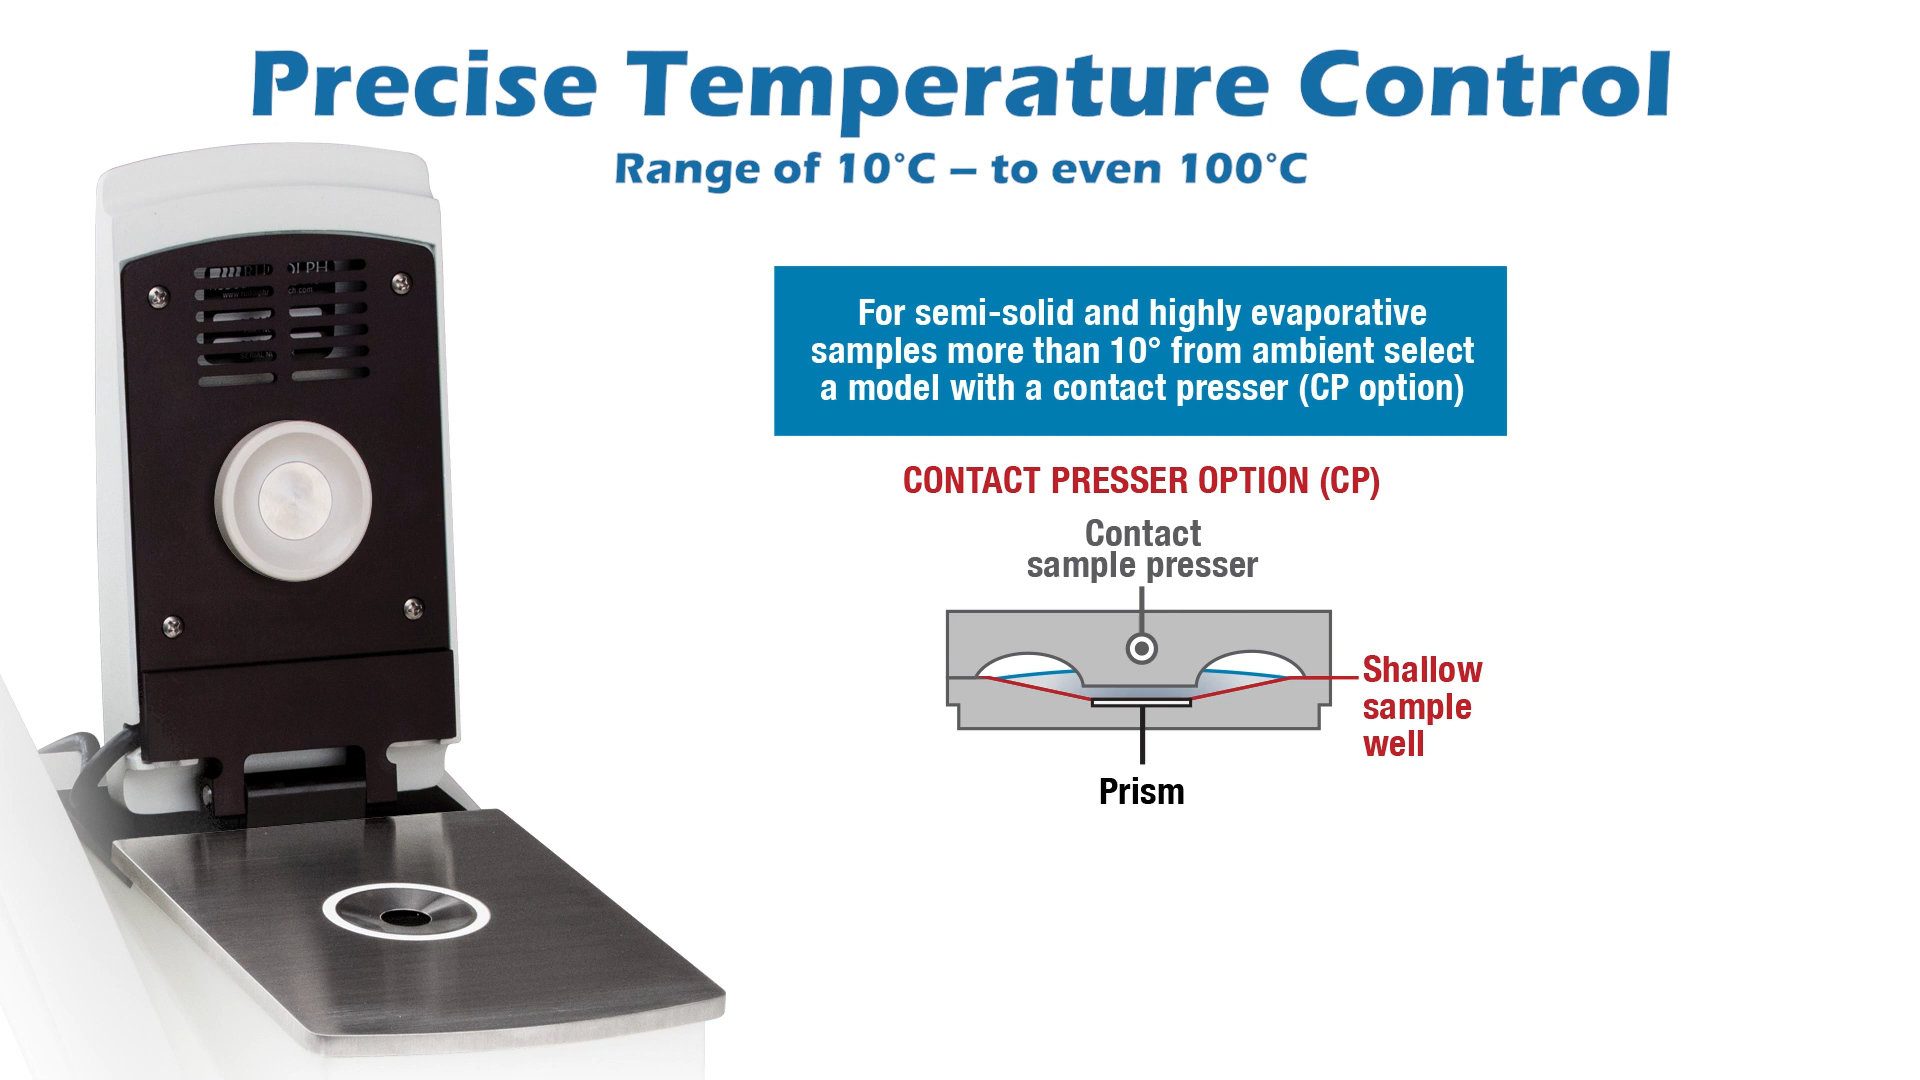 Precise Temperature Control
Range of 10°C – to even 100°C
For semi-solid and highly evaporative
samples more than 10° from ambient select
a model with a contact presser (CP option)
CONTACT PRESSER OPTION (CP)
Contact
sample presser
Shallow
sample
well
Prism